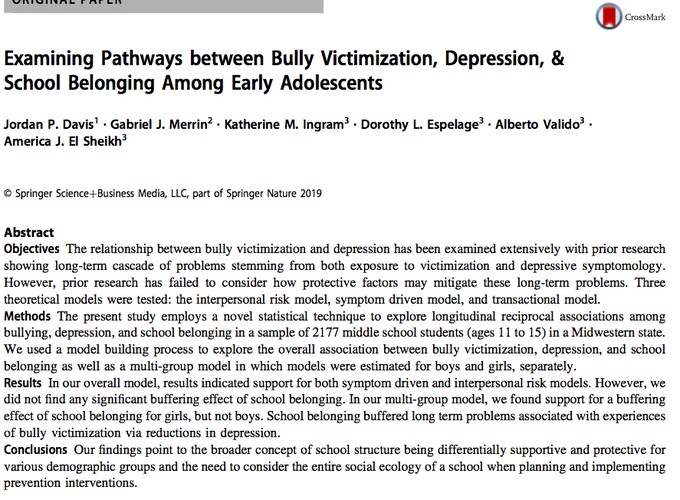 ORIGINAL PAPER
CrossMark
Examining Pathways between Bully Victimization, Depression, &
School Belonging Among Early Adolescents
Jordan P. Davis1 · Gabriel J. Merrin2 · Katherine M. Ingram3 · Dorothy L. Espelage3 · Alberto Valido3 ·
America J. El Sheikh3
© Springer Science+Business Media, LLC, part of Springer Nature 2019
Abstract
Objectives The relationship between bully victimization and depression has been examined extensively with prior research
showing long-term cascade of problems stemming from both exposure to victimization and depressive symptomology.
However, prior research has failed to consider how protective factors may mitigate these long-term problems. Three
theoretical models were tested: the interpersonal risk model, symptom driven model, and transactional model.
Methods The present study employs a novel statistical technique to explore longitudinal reciprocal associations among
bullying, depression, and school belonging in a sample of 2177 middle school students (ages 11 to 15) in a Midwestern state.
We used a model building process to explore the overall association between bully victimization, depression, and school
belonging as well as a multi-group model in which models were estimated for boys and girls, separately.
Results In our overall model, results indicated support for both symptom driven and interpersonal risk models. However, we
did not find any significant buffering effect of school belonging. In our multi-group model, we found support for a buffering
effect of school belonging for girls, but not boys. School belonging buffered long term problems associated with experiences
of bully victimization via reductions in depression.
Conclusions Our findings point to the broader concept of school structure being differentially supportive and protective for
various demographic groups and the need to consider the entire social ecology of a school when planning and implementing
prevention interventions.